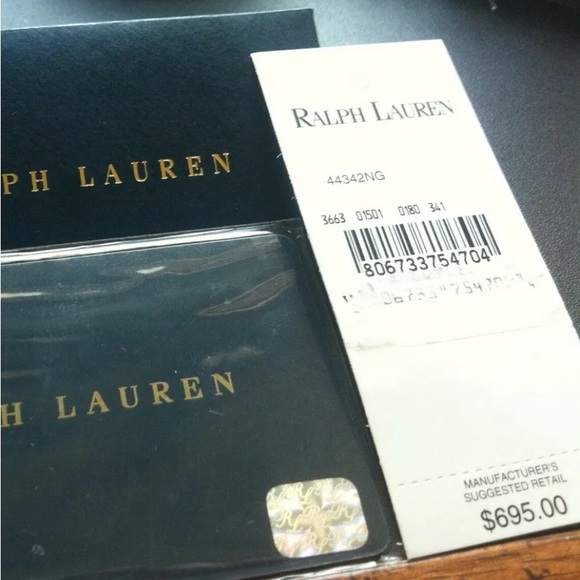 PH LAUREN
H LAUREN
RALPH LAUREN
44342NG
3663 01501 0180 341
806733754704
MANUFACTURER'S
SUGGESTED RETAIL
$695.00